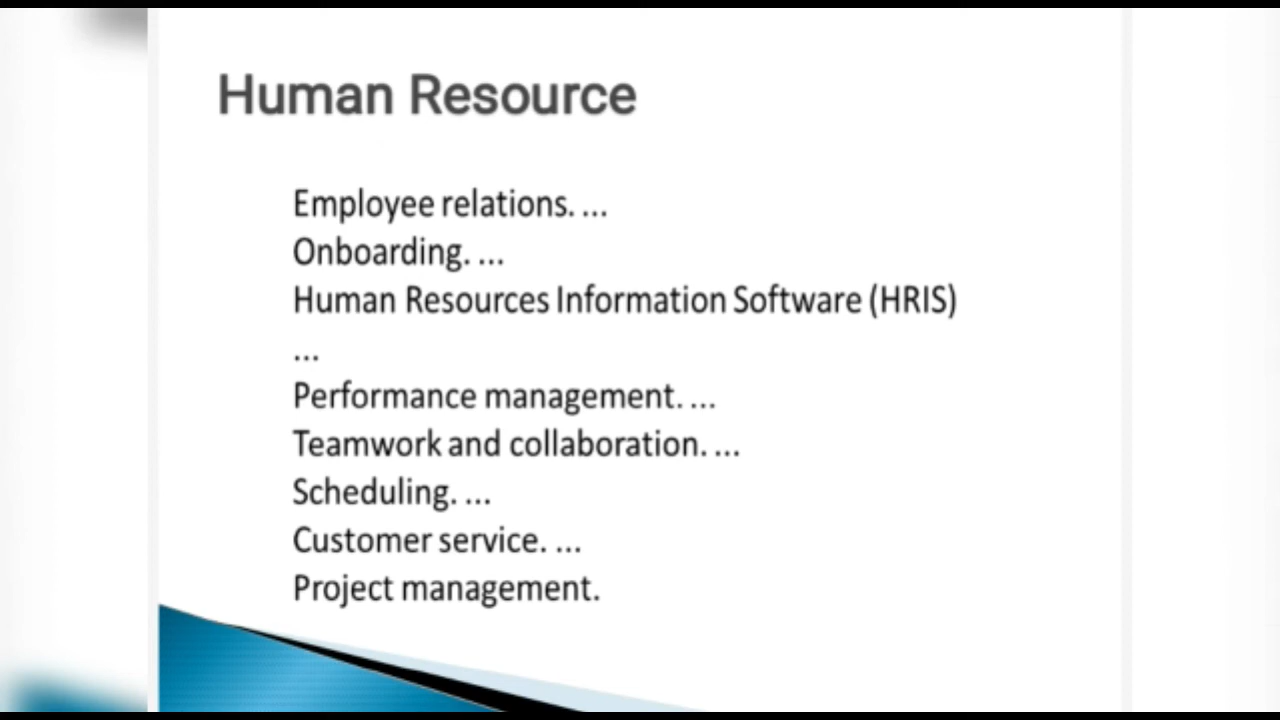 Human Resource
Employee relations. ...
Onboarding. ...
Human Resources Information Software (HRIS)
...
Performance management. ...
Teamwork and collaboration. ...
Scheduling. ...
Customer service. ...
Project management.